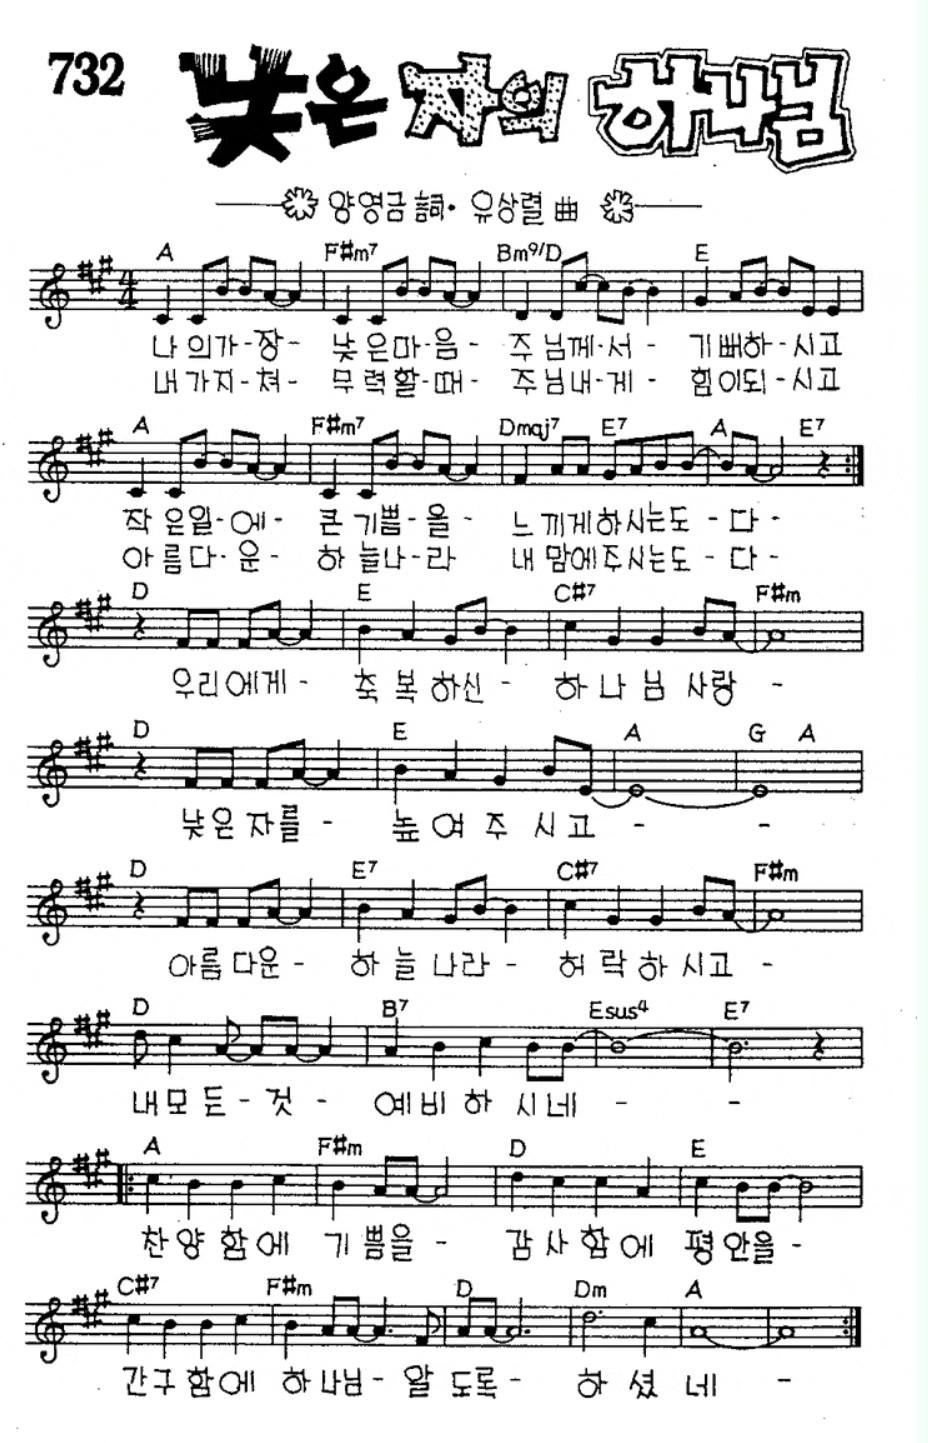 732 낮은 자의 하나님
양영금 詞· 유상렬 曲
A F#m7 Bm9/D E
나 의가-장- 낮은마-음- 주님께-서- 기뻐하-시고
내가지-쳐- 무력할-때- 주님내-게- 힘이되-시고
A F#m7 Dmaj7 E7 A E7
작은일-에- 큰기쁨-을- 느끼게하시는도-다-
아름다-운- 하늘나-라 내맘에주시는도-다-
D E C#7 F#m
우리에게- 축복하신- 하나님사랑-
D E A G A
낮은자를- 높여주시고- -
D E7 C#7 F#m
아름다운- 하늘나라- 허락하시고-
D B7 Esus4 E7
내모든-것- 예비하시네- -
A F#m D E
찬양함에 기쁨을- 감사함에 평안을-
C#7 F#m D Dm A
간구함에 하나님-알도록- 하셨네-